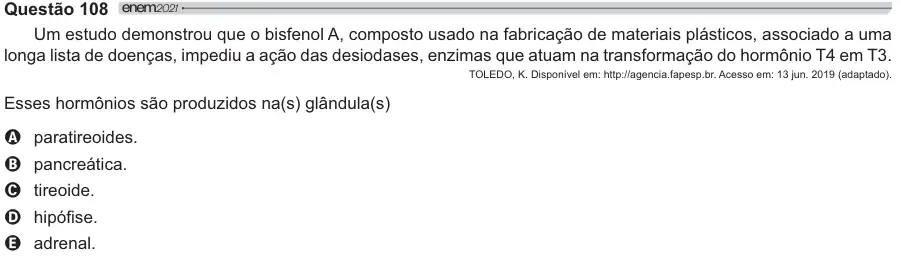 Questão 108 enem2021
Um estudo demonstrou que o bisfenol A, composto usado na fabricação de materiais plásticos, associado a uma
longa lista de doenças, impediu a ação das desiodases, enzimas que atuam na transformação do hormônio T4 em T3.
TOLEDO, K. Disponível em: http://agencia.fapesp.br. Acesso em: 13 jun. 2019 (adaptado).
Esses hormônios são produzidos na(s) glândula(s)
A paratireoides.
B pancreática.
C tireoide.
D hipófise.
E adrenal.